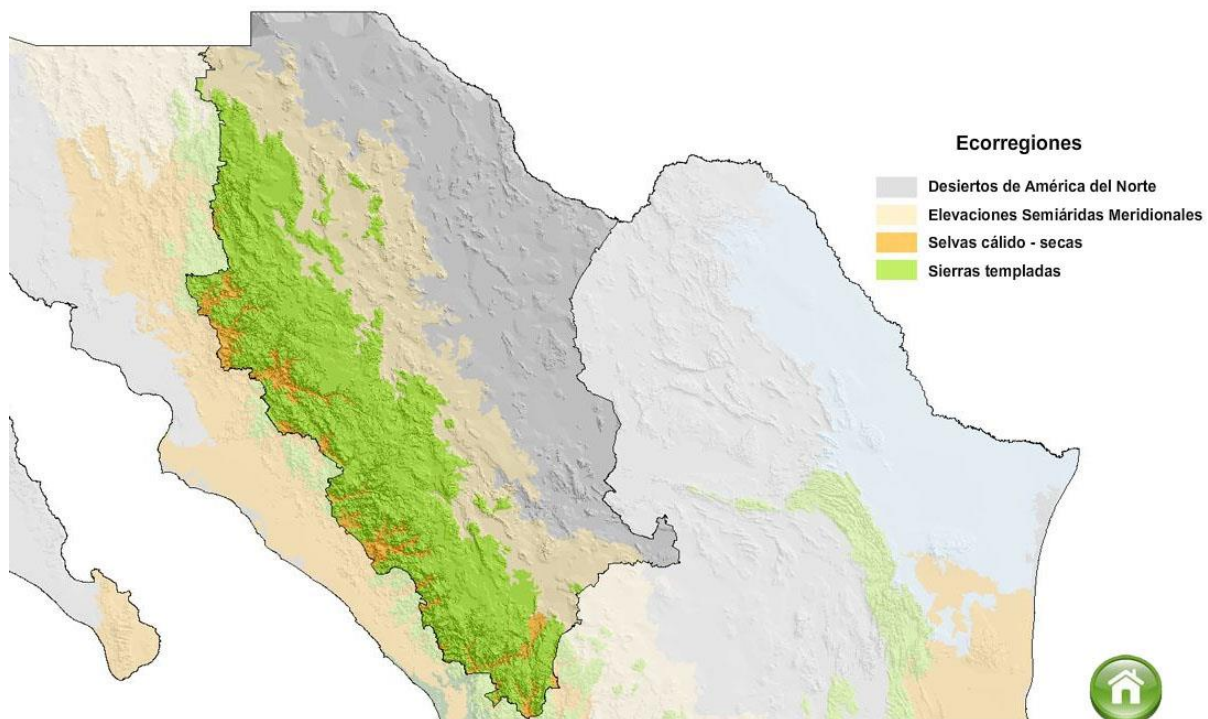 Ecorregiones
Desiertos de América del Norte
Elevaciones Semiáridas Meridionales
Selvas cálido - secas
Sierras templadas